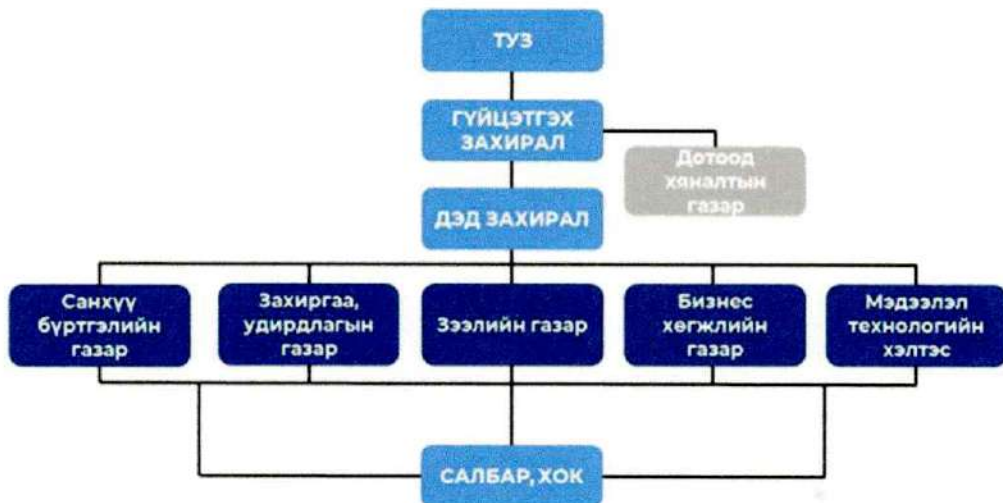 ТУЗ
ГҮЙЦЭТГЭХ
ЗАХИРАЛ
Дотоод
хяналтын
газар
ДЭД ЗАХИРАЛ
Санхүү
бүртгэлийн
газар
Захиргаа,
удирдлагын
газар
Зээлийн газар
Бизнес
хөгжлийн
газар
Мэдээлэл
технологийн
хэлтэс
САЛБАР, ХОК